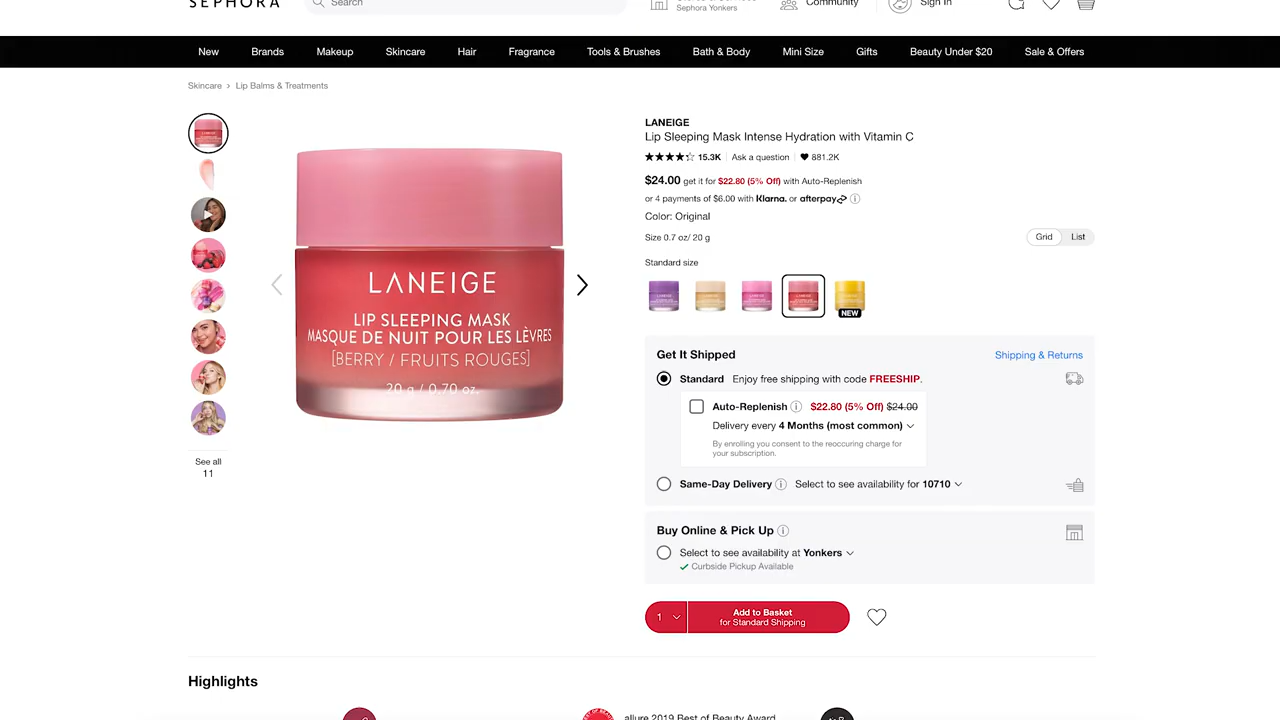 SEPHORA
Search
Sephora Yonkers
Community
Sign In
New Brands Makeup Skincare Hair Fragrance Tools & Brushes Bath & Body Mini Size Gifts Beauty Under $20 Sale & Offers
Skincare > Lip Balms & Treatments
See all
11
LANEIGE
LIP SLEEPING MASK
MASQUE DE NUIT POUR LES LÈVRES
[BERRY / FRUITS ROUGES]
20 g / 0.70 oz.
LANEIGE
Lip Sleeping Mask Intense Hydration with Vitamin C
15.3K Ask a question 881.2K
$24.00 get it for $22.80 (5% Off) with Auto-Replenish
or 4 payments of $6.00 with Klarna. or afterpay
Color: Original
Size 0.7 oz/ 20 g
Grid List
Standard size
NEW
Get It Shipped
Shipping & Returns
Standard Enjoy free shipping with code FREESHIP.
Auto-Replenish $22.80 (5% Off) $24.00
Delivery every 4 Months (most common)
By enrolling you consent to the reoccuring charge for
your subscription.
Same-Day Delivery Select to see availability for 10710
Buy Online & Pick Up
Select to see availability at Yonkers
Curbside Pickup Available
1
Add to Basket
for Standard Shipping
Highlights
allure 2019 Best of Beauty Award